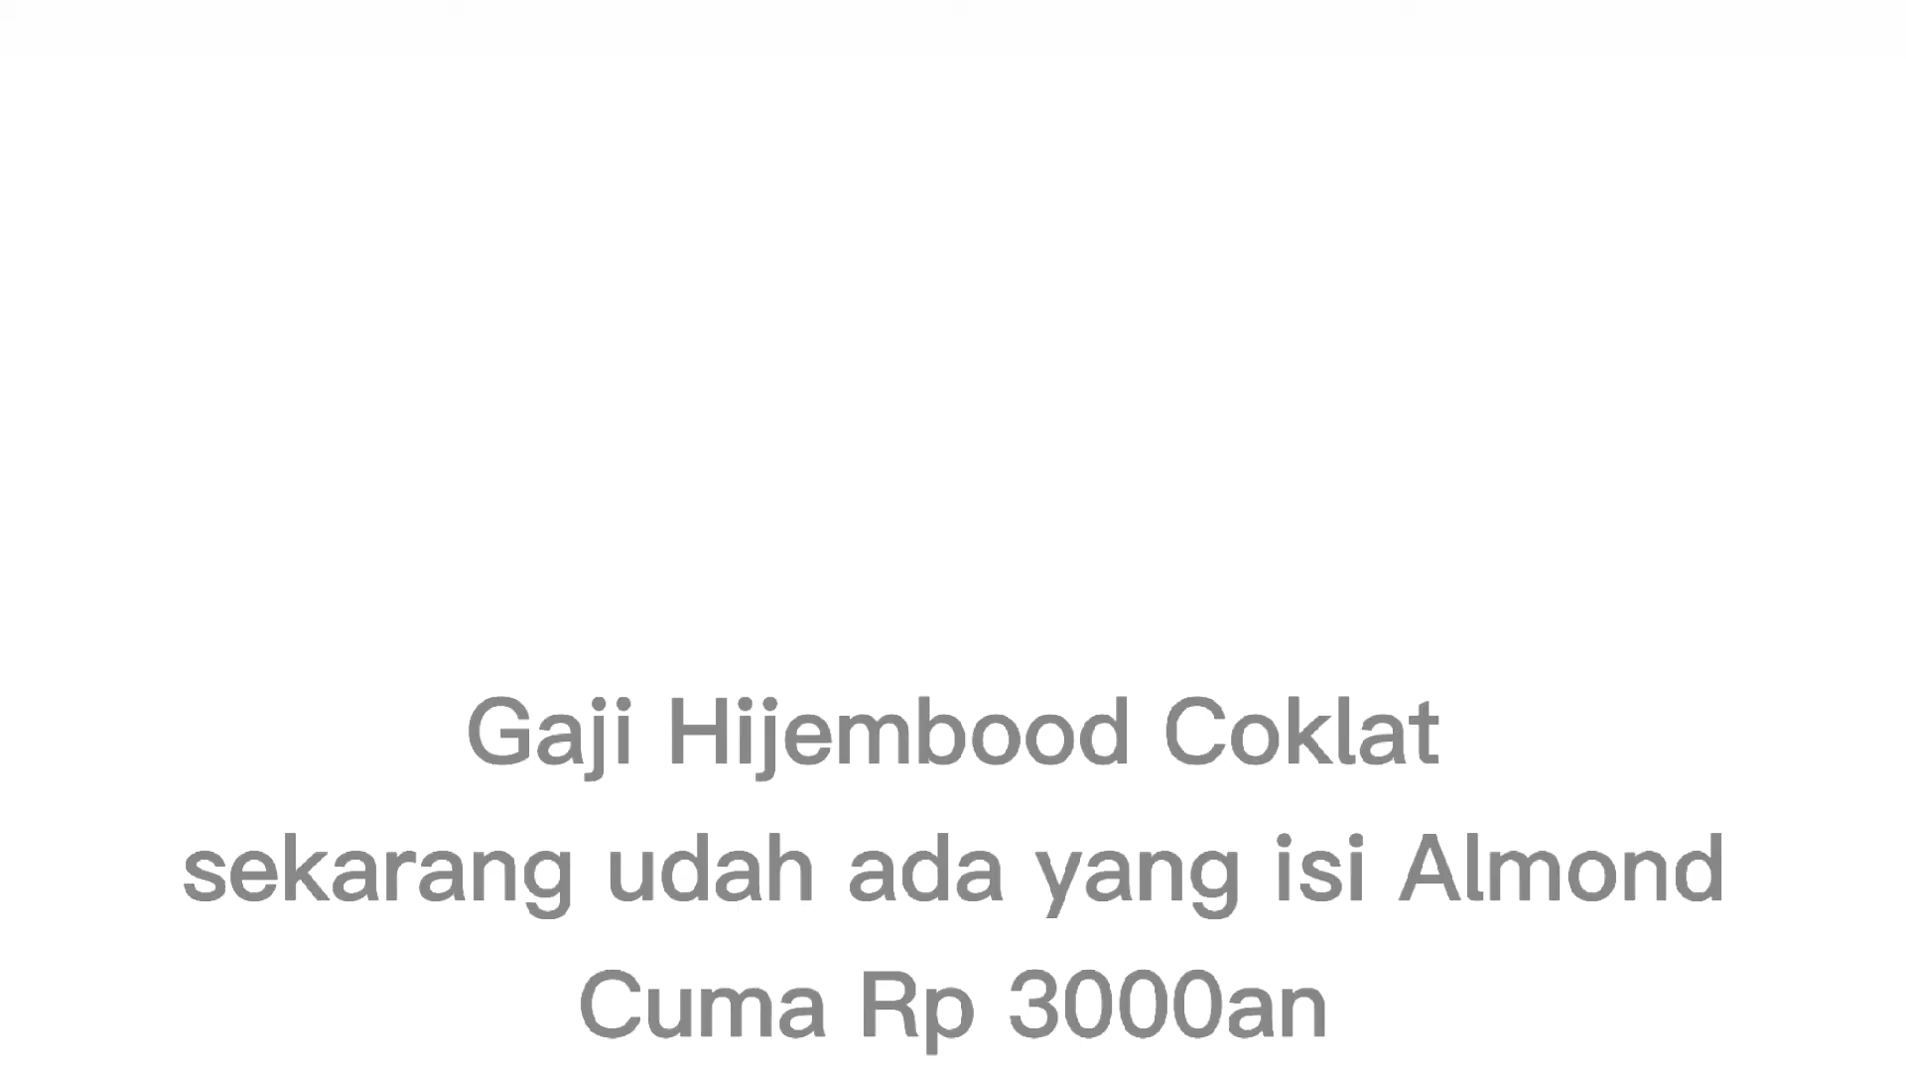 Gaji Hijembood Coklat
sekarang udah ada yang isi Almond
Cuma Rp 3000an